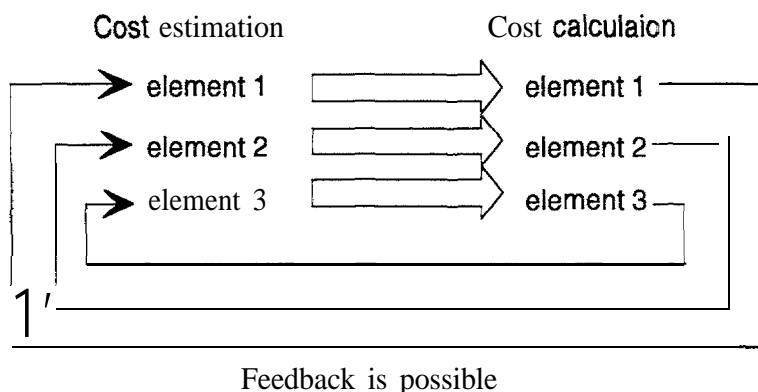 Cost estimation Cost calculaion
element 1 element 1
element 2 element 2
element 3 element 3
1'
Feedback is possible